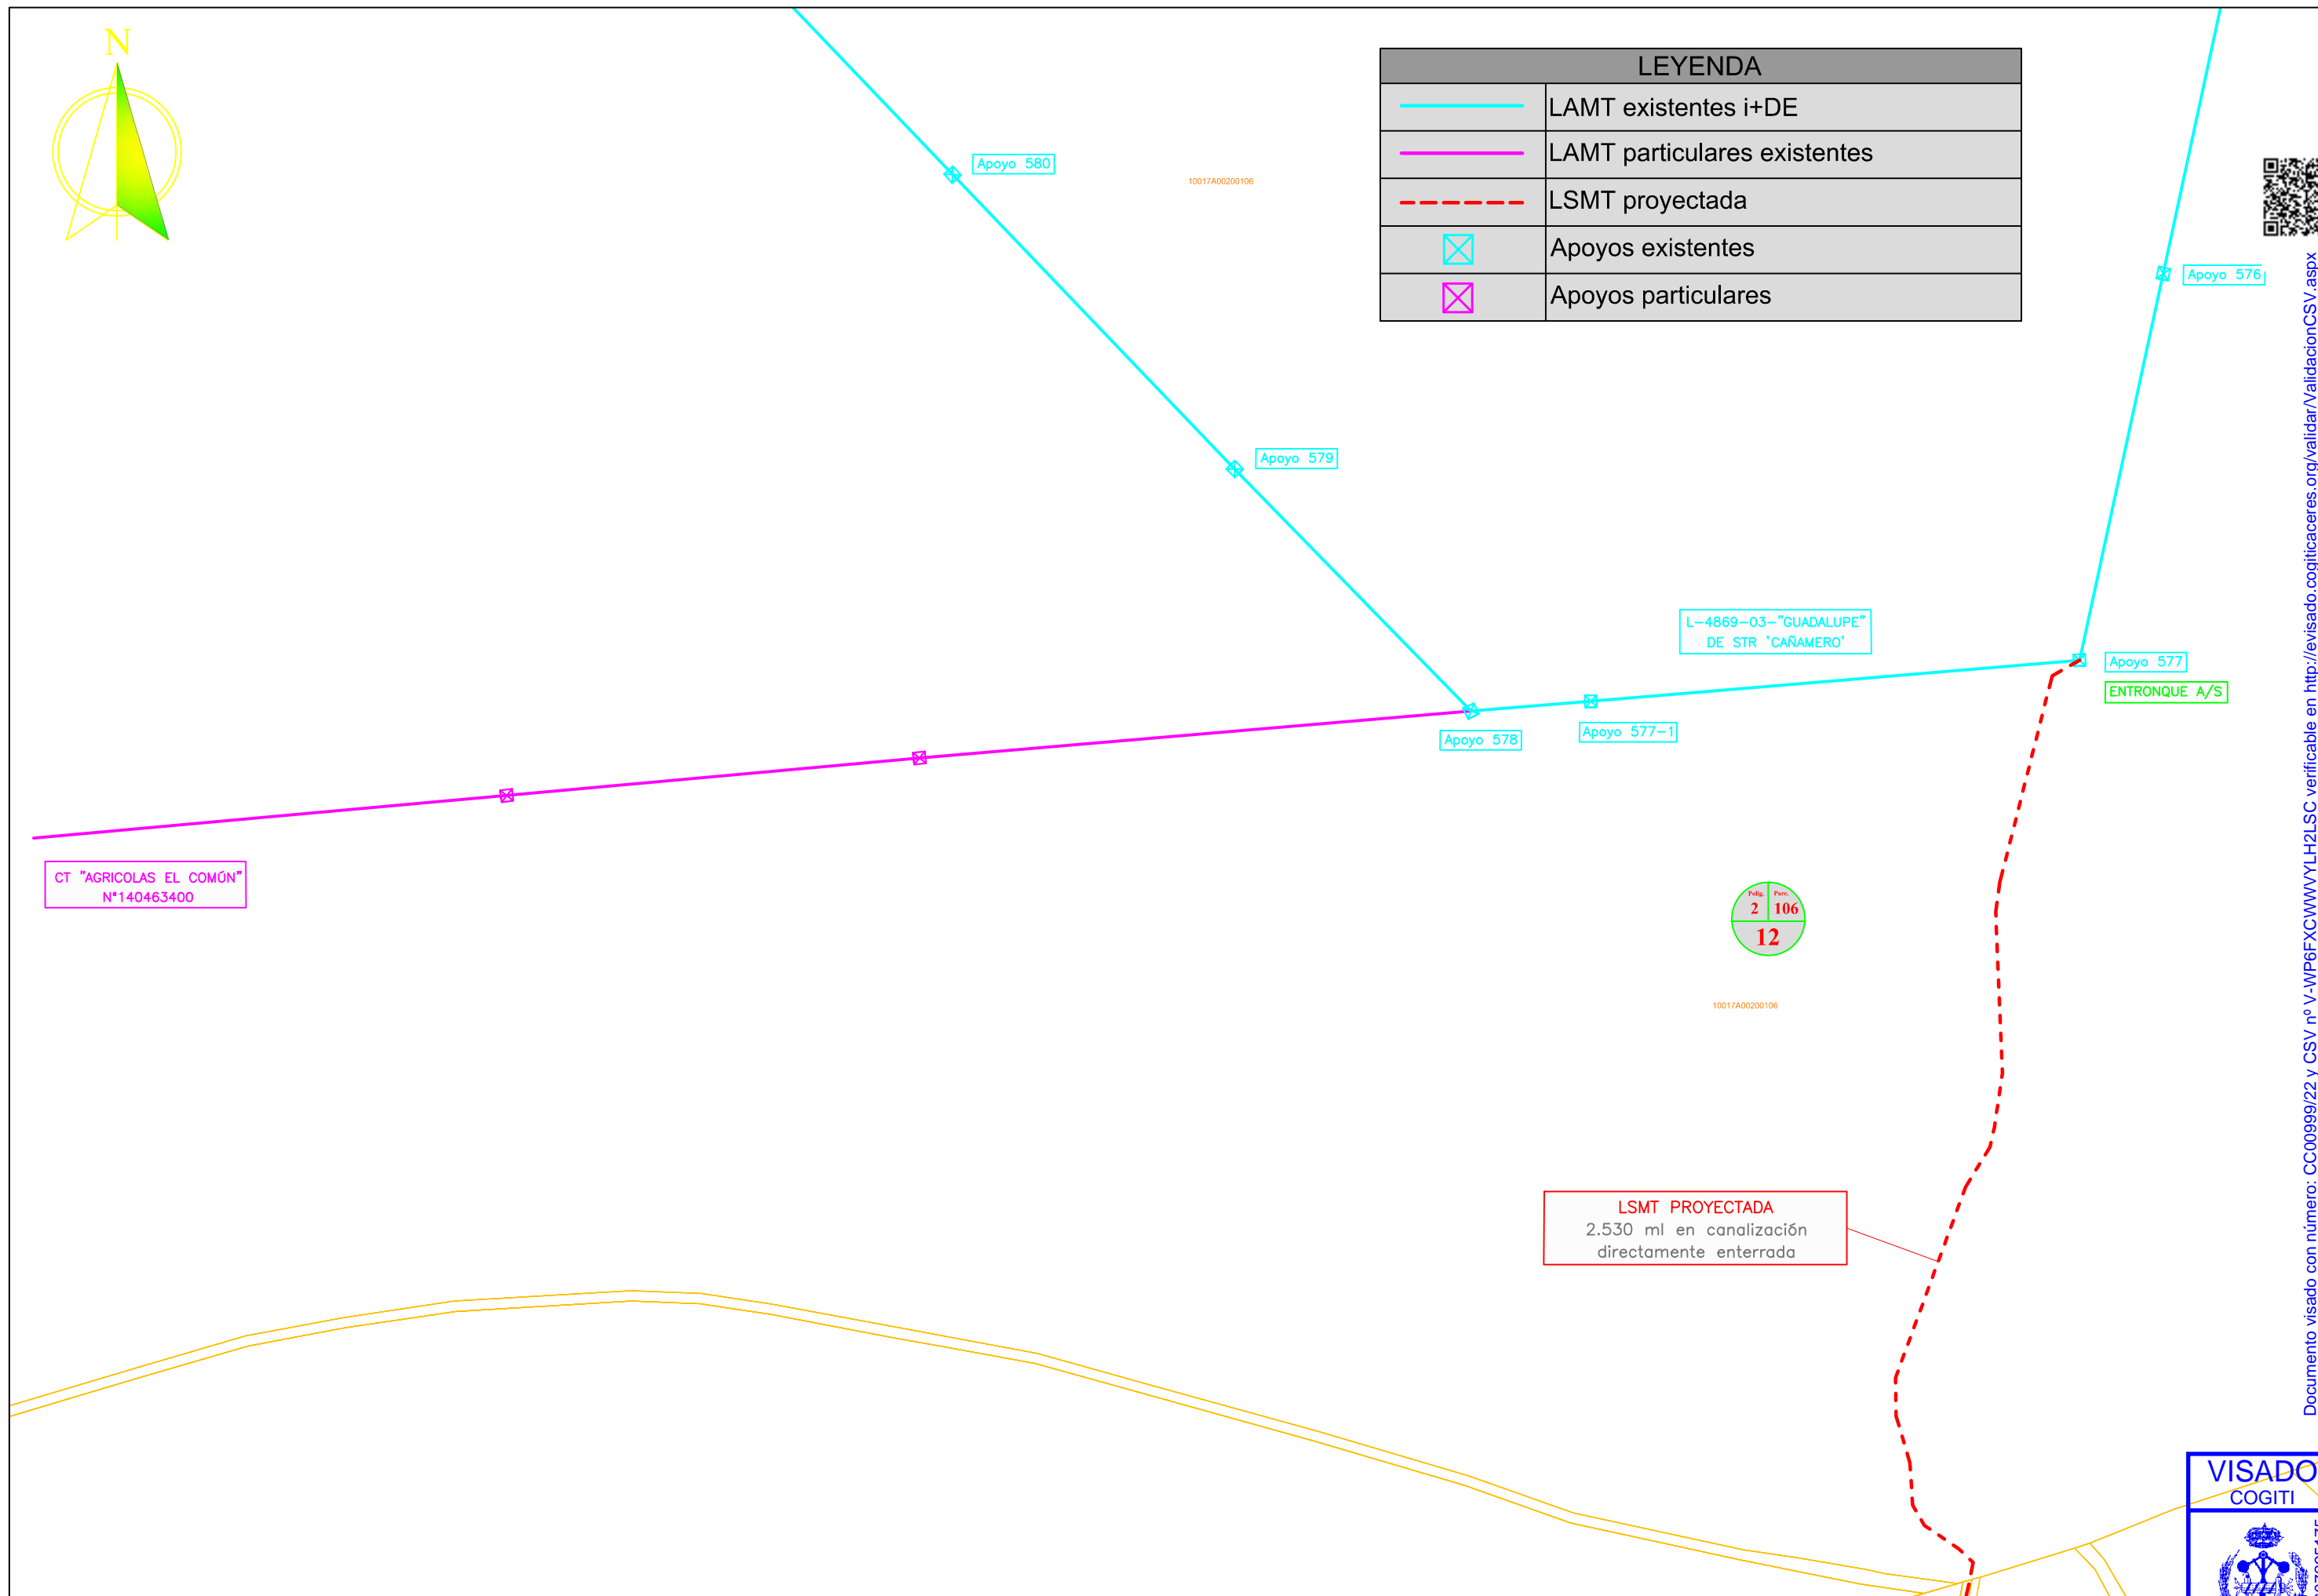 N
LEYENDA
LAMT existentes i+DE
LAMT particulares existentes
LSMT proyectada
Apoyos existentes
Apoyos particulares
Apoyo 580
10017A00200106
Apoyo 576
Apoyo 579
L-4869-03-"GUADALUPE"
DE STR 'CAÑAMERO'
Apoyo 577
ENTRONQUE A/S
Apoyo 578
Apoyo 577-1
CT "AGRICOLAS EL COMÚN"
Nº140463400
Polig. Parc.
2 106
12
10017A00200106
LSMT PROYECTADA
2.530 ml en canalización
directamente enterrada
Documento visado con número: CC00999/22 y CSV nº V-WP6FXCWWVYLH2LSC verificable en http://evisado.cogiticaceres.org/validar/ValidacionCSV.aspx
VISADO
COGITI